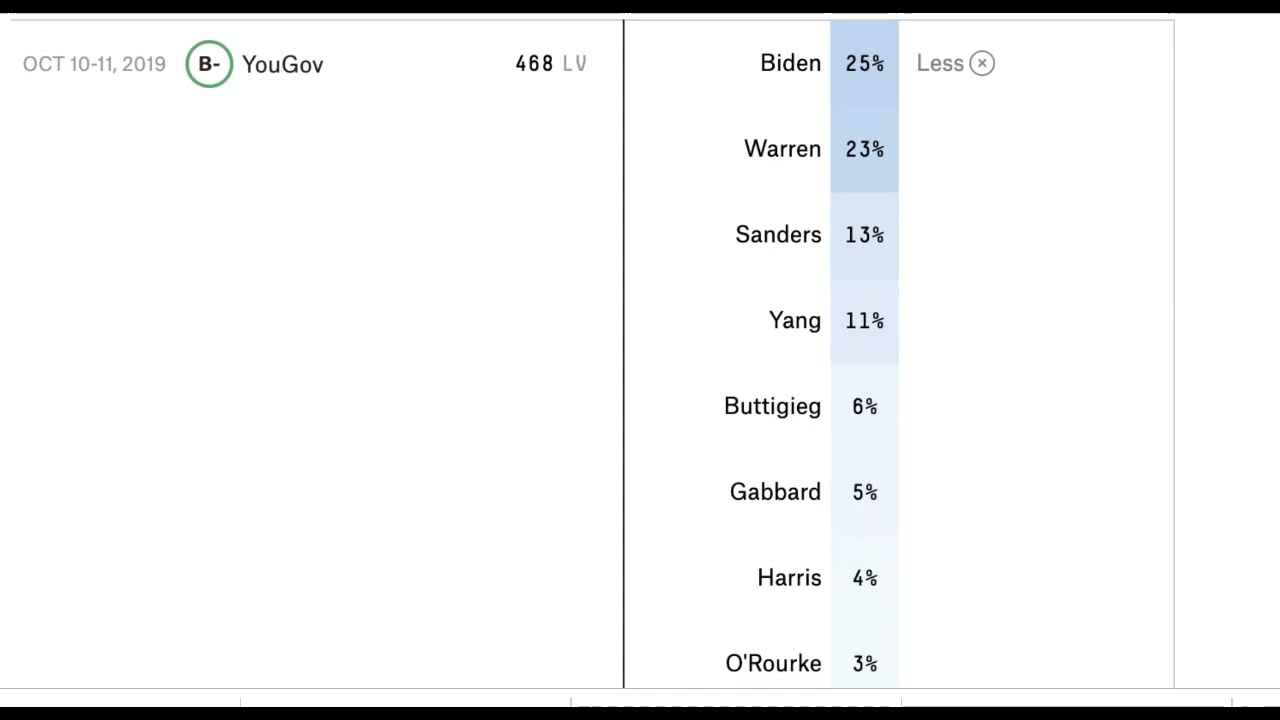 OCT 10-11, 2019 B- YouGov 468 LV Biden 25% Less
Warren 23%
Sanders 13%
Yang 11%
Buttigieg 6%
Gabbard 5%
Harris 4%
O'Rourke 3%